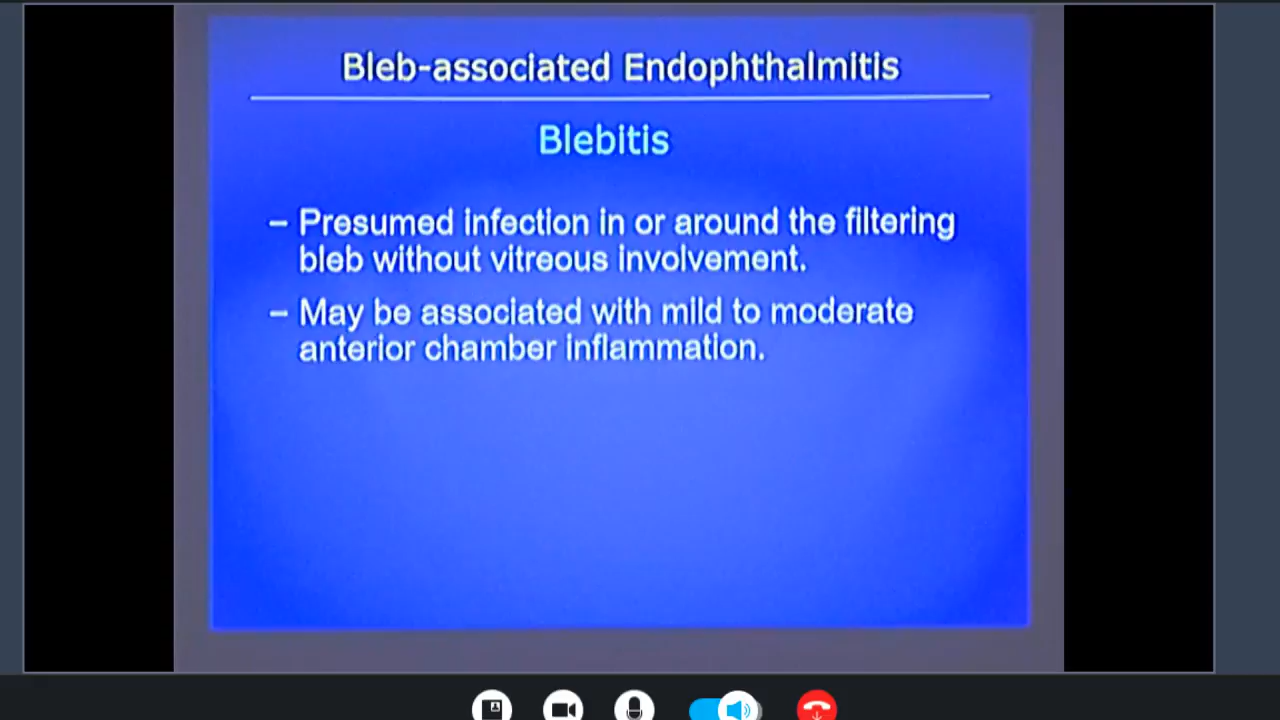 Bleb-associated Endophthalmitis
Blebitis
– Presumed infection in or around the filtering
bleb without vitreous involvement.
– May be associated with mild to moderate
anterior chamber inflammation.